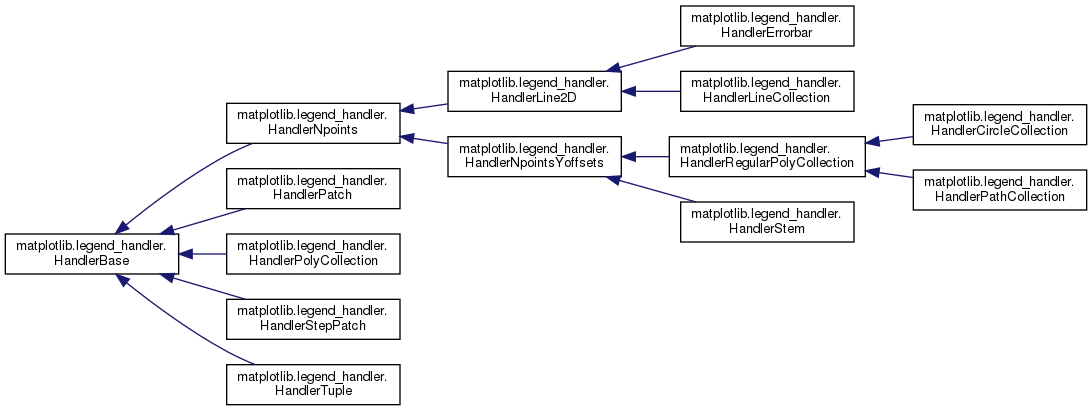 matplotlib.legend_handler.
HandlerBase
matplotlib.legend_handler.
HandlerNpoints
matplotlib.legend_handler.
HandlerPatch
matplotlib.legend_handler.
HandlerPolyCollection
matplotlib.legend_handler.
HandlerStepPatch
matplotlib.legend_handler.
HandlerTuple
matplotlib.legend_handler.
HandlerLine2D
matplotlib.legend_handler.
HandlerNpointsYoffsets
matplotlib.legend_handler.
HandlerErrorbar
matplotlib.legend_handler.
HandlerLineCollection
matplotlib.legend_handler.
HandlerRegularPolyCollection
matplotlib.legend_handler.
HandlerStem
matplotlib.legend_handler.
HandlerCircleCollection
matplotlib.legend_handler.
HandlerPathCollection